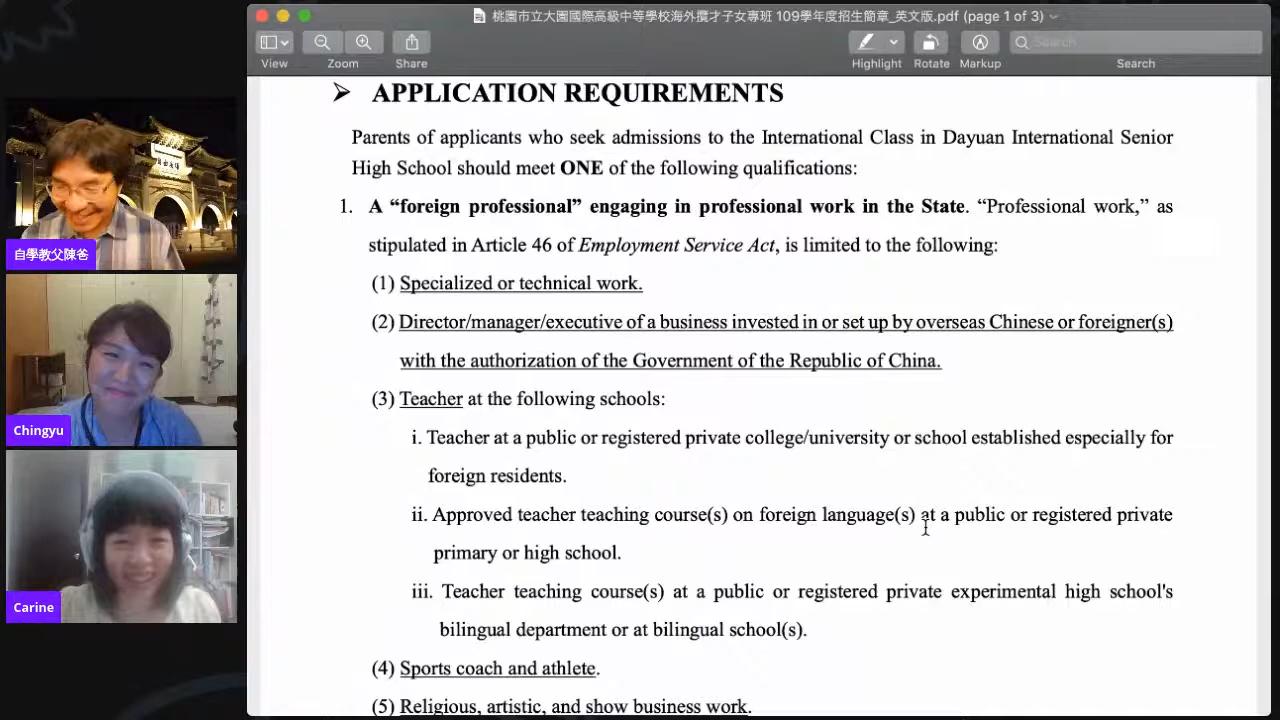 桃園市立大園國際高級中等學校海外攬才子女專班 109學年度招生簡章_英文版.pdf (page 1 of 3)
View
Zoom
Share
Highlight
Rotate
Markup
Search
Search
➢ APPLICATION REQUIREMENTS
Parents of applicants who seek admissions to the International Class in Dayuan International Senior
High School should meet ONE of the following qualifications:
1. A “foreign professional” engaging in professional work in the State. “Professional work,” as
stipulated in Article 46 of Employment Service Act, is limited to the following:
(1) Specialized or technical work.
(2) Director/manager/executive of a business invested in or set up by overseas Chinese or foreigner(s)
with the authorization of the Government of the Republic of China.
(3) Teacher at the following schools:
i. Teacher at a public or registered private college/university or school established especially for
foreign residents.
ii. Approved teacher teaching course(s) on foreign language(s) at a public or registered private
primary or high school.
iii. Teacher teaching course(s) at a public or registered private experimental high school's
bilingual department or at bilingual school(s).
(4) Sports coach and athlete.
(5) Religious, artistic, and show business work.
自由廣場
自學教父陳爸
Chingyu
Carine